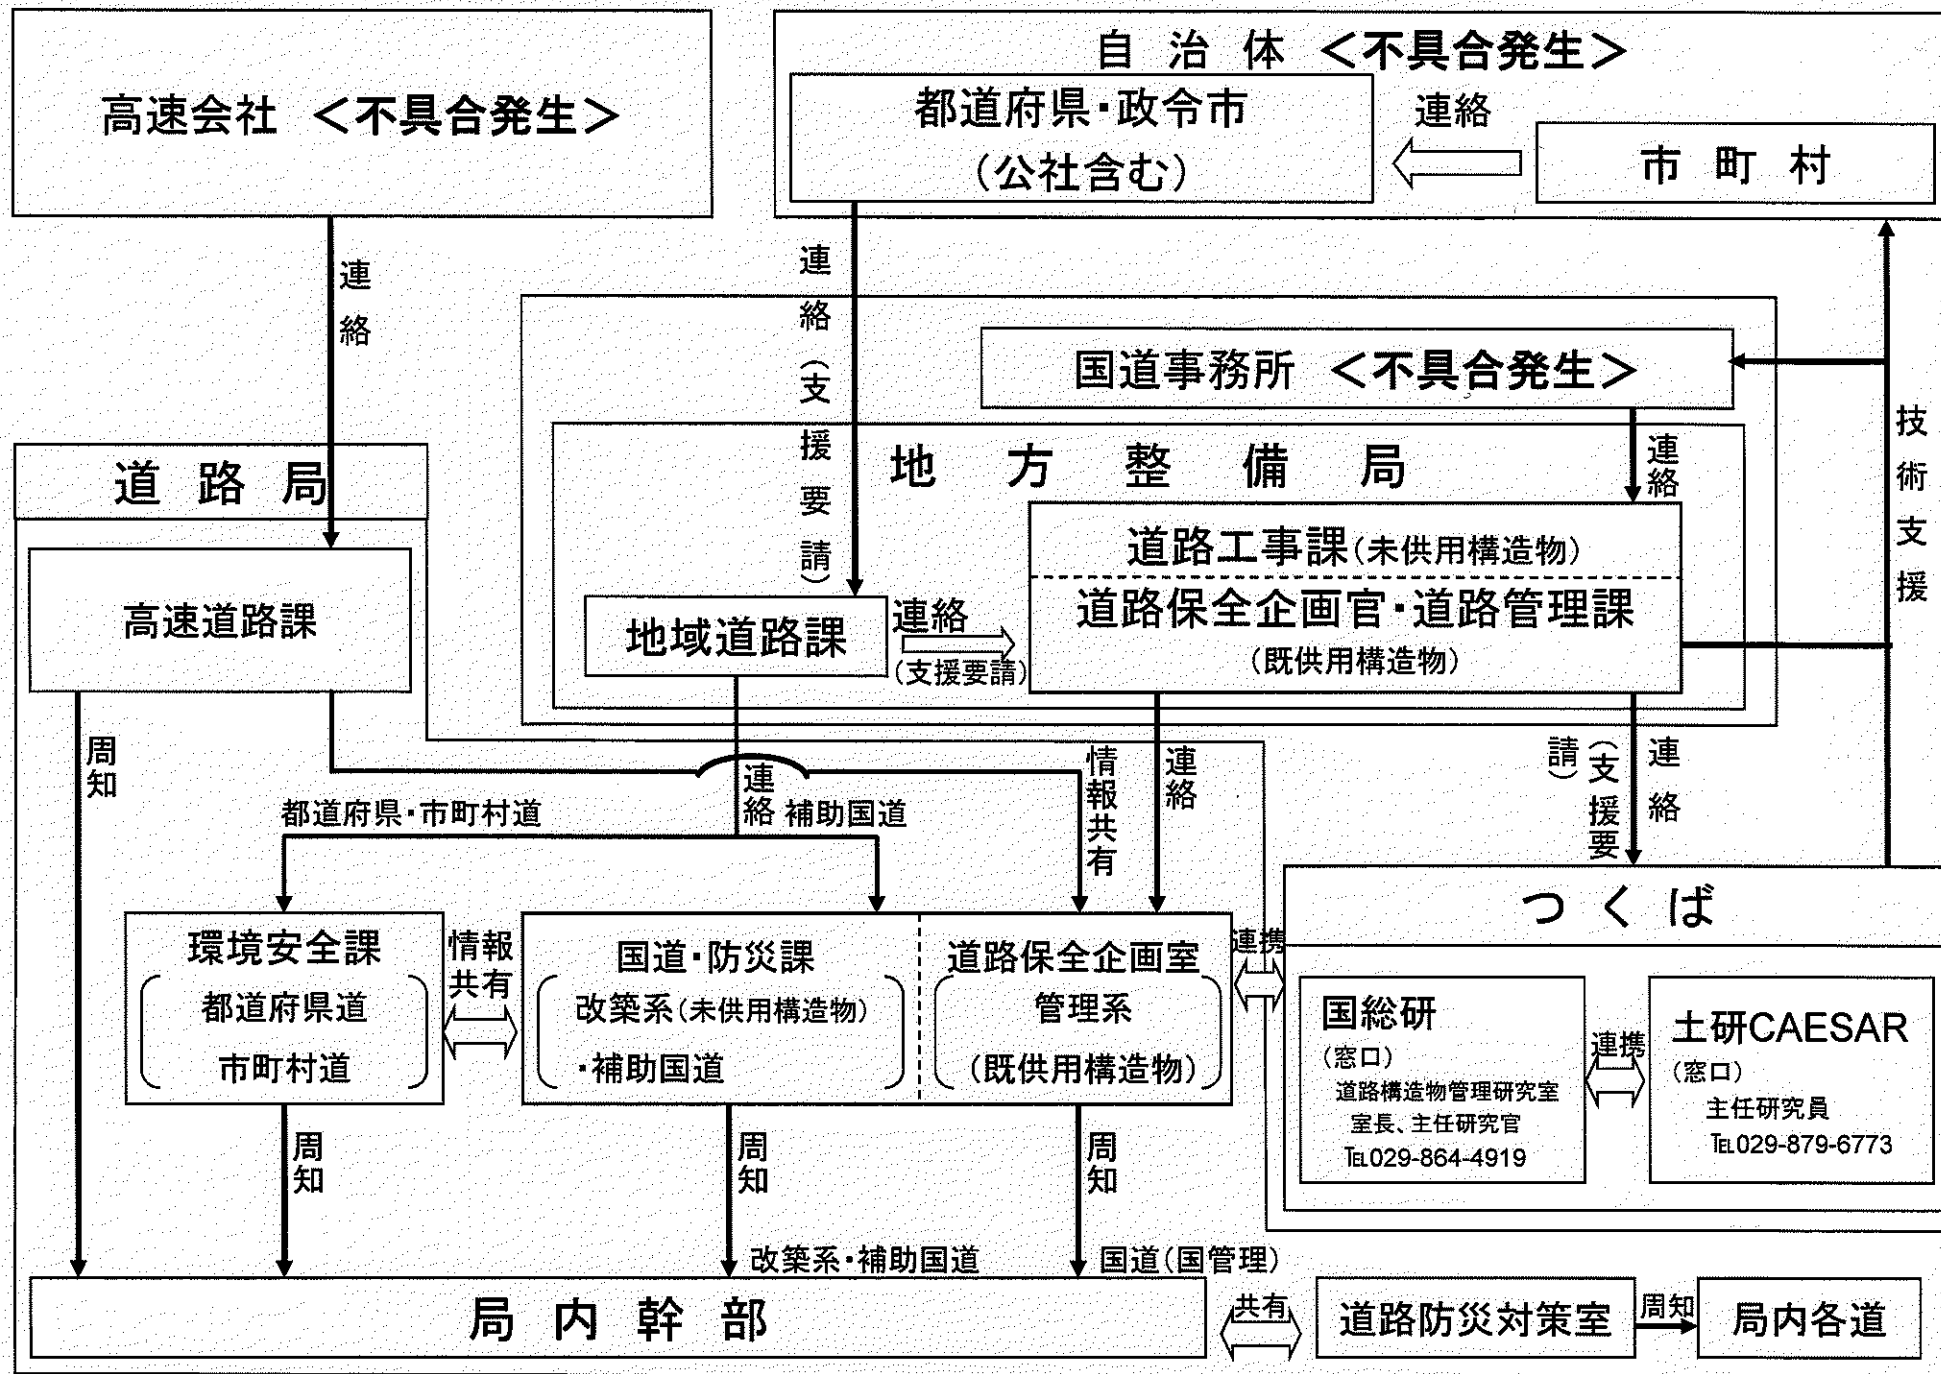 高速会社 ＜不具合発生＞
自治体 ＜不具合発生＞
都道府県・政令市
（公社含む）
連絡
市町村
連絡
連絡（支援要請）
国道事務所 ＜不具合発生＞
連絡
技術支援
地方整備局
道路工事課（未供用構造物）
道路保全企画官・道路管理課
（既供用構造物）
地域道路課
連絡
（支援要請）
道路局
高速道路課
周知
都道府県・市町村道
連絡
補助国道
情報共有
連絡
連絡
（支援要請）
環境安全課
都道府県道
市町村道
情報
共有
国道・防災課
改築系（未供用構造物）
・補助国道
道路保全企画室
管理系
（既供用構造物）
連携
つくば
国総研
（窓口）
道路構造物管理研究室
室長、主任研究官
℡029-864-4919
連携
土研CAESAR
（窓口）
主任研究員
℡029-879-6773
周知
周知
周知
改築系・補助国道
国道（国管理）
局内幹部
共有
道路防災対策室
周知
局内各道